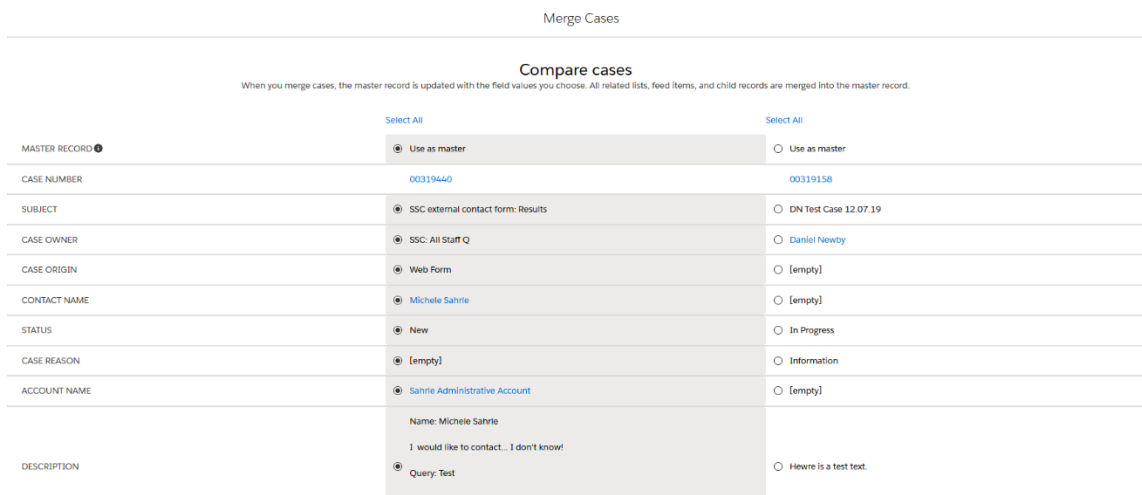 Merge Cases
Compare cases
When you merge cases, the master record is updated with the field values you choose. All related lists, feed items, and child records are merged into the master record.
Select All Select All
MASTER RECORD Use as master Use as master
CASE NUMBER 00319440 00319158
SUBJECT SSC external contact form: Results DN Test Case 12.07.19
CASE OWNER SSC: All Staff Q Daniel Newby
CASE ORIGIN Web Form [empty]
CONTACT NAME Michele Sahrle [empty]
STATUS New In Progress
CASE REASON [empty] Information
ACCOUNT NAME Sahrle Administrative Account [empty]
Name: Michele Sahrle
I would like to contact... I don't know!
DESCRIPTION Query: Test Hewre is a test text.